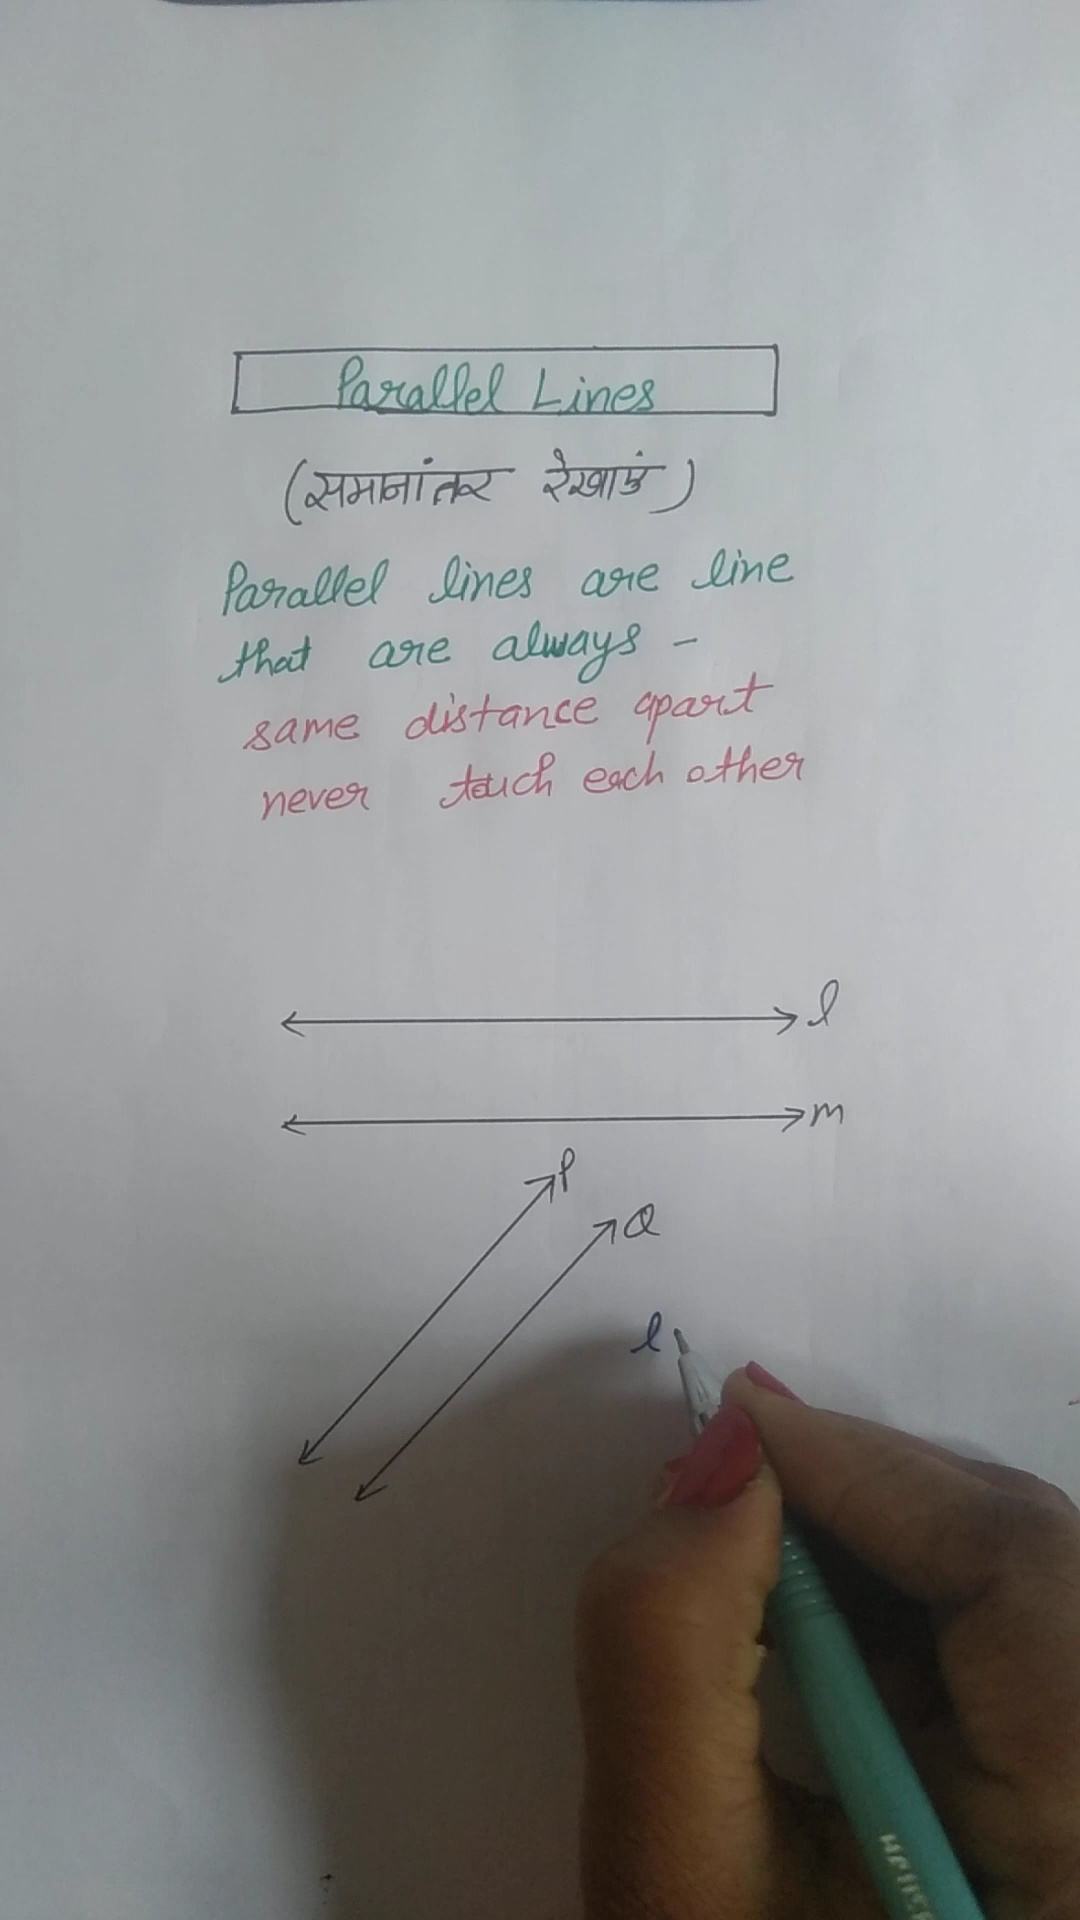 Parallel Lines
(समानांतर रेखाएं)
Parallel lines are line
that are always -
same distance apart
never touch each other
l
m
P
Q
l